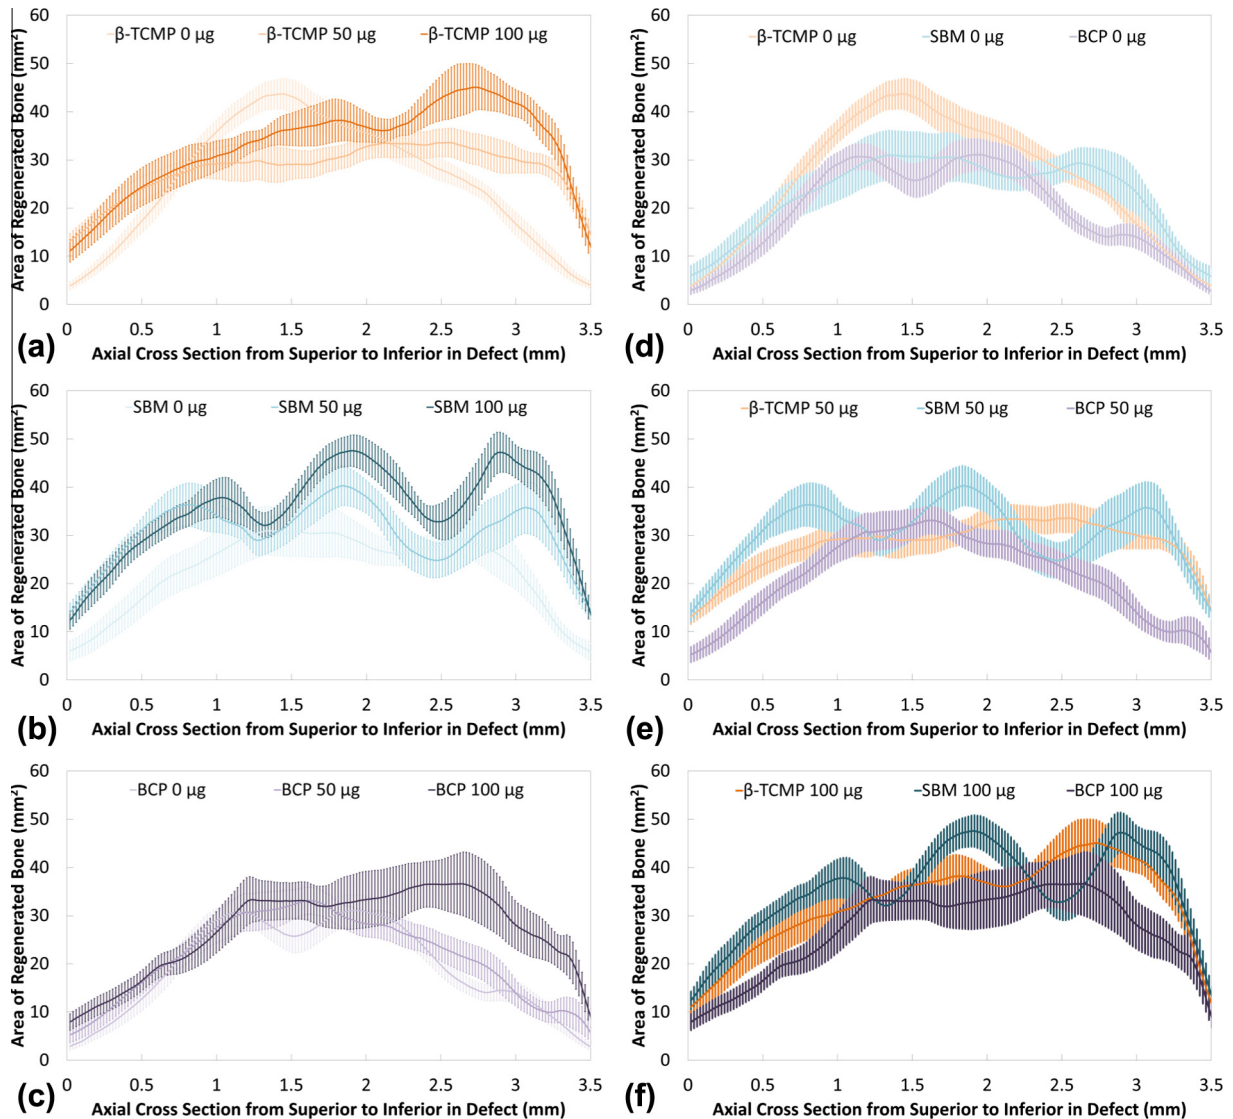 β-TCMP 0 µg β-TCMP 50 µg β-TCMP 100 µg
60
50
40
30
20
10
0
Area of Regenerated Bone (mm²)
0 0.5 1 1.5 2 2.5 3 3.5
Axial Cross Section from Superior to Inferior in Defect (mm)
(a)
β-TCMP 0 µg SBM 0 µg BCP 0 µg
60
50
40
30
20
10
0
Area of Regenerated Bone (mm²)
0 0.5 1 1.5 2 2.5 3 3.5
Axial Cross Section from Superior to Inferior in Defect (mm)
(d)
SBM 0 µg SBM 50 µg SBM 100 µg
60
50
40
30
20
10
0
Area of Regenerated Bone (mm²)
0 0.5 1 1.5 2 2.5 3 3.5
Axial Cross Section from Superior to Inferior in Defect (mm)
(b)
β-TCMP 50 µg SBM 50 µg BCP 50 µg
60
50
40
30
20
10
0
Area of Regenerated Bone (mm²)
0 0.5 1 1.5 2 2.5 3 3.5
Axial Cross Section from Superior to Inferior in Defect (mm)
(e)
BCP 0 µg BCP 50 µg BCP 100 µg
60
50
40
30
20
10
0
Area of Regenerated Bone (mm²)
0 0.5 1 1.5 2 2.5 3 3.5
Axial Cross Section from Superior to Inferior in Defect (mm)
(c)
β-TCMP 100 µg SBM 100 µg BCP 100 µg
60
50
40
30
20
10
0
Area of Regenerated Bone (mm²)
0 0.5 1 1.5 2 2.5 3 3.5
Axial Cross Section from Superior to Inferior in Defect (mm)
(f)